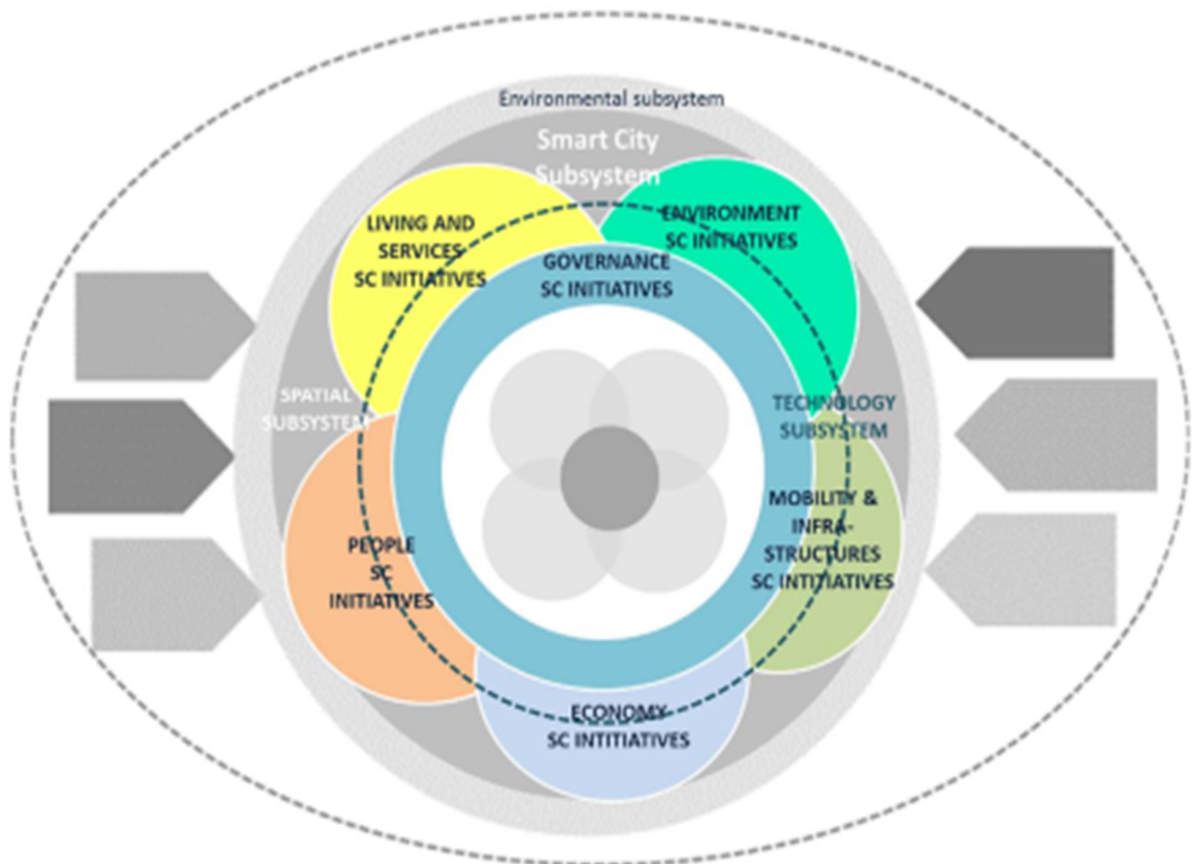 Environmental subsystem
Smart City
Subsystem
LIVING AND
SERVICES
SC INITIATIVES
ENVIRONMENT
SC INITIATIVES
GOVERNANCE
SC INITIATIVES
SPATIAL
SUBSYSTEM
TECHNOLOGY
SUBSYSTEM
MOBILITY &
INFRA-
STRUCTURES
SC INTITIATIVES
PEOPLE
SC
INITIATIVES
ECONOMY
SC INTITIATIVES